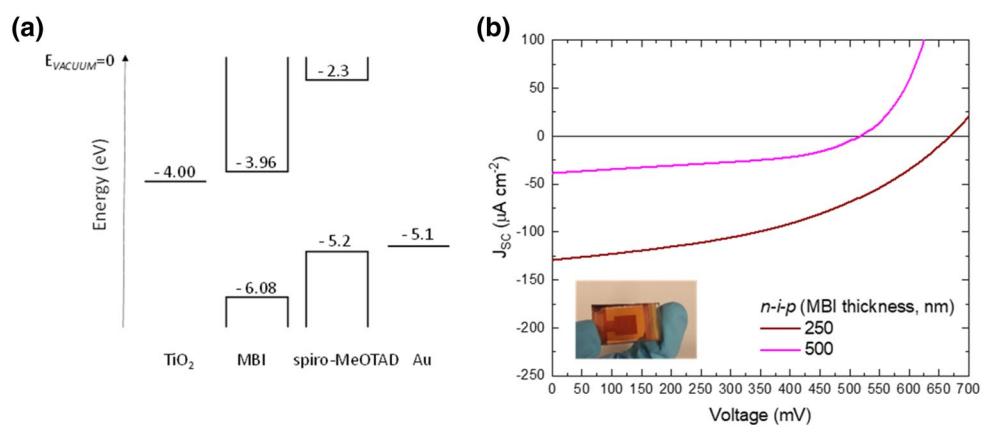 (a)
E_VACUUM=0
Energy (eV)
- 2.3
- 3.96
- 4.00
- 5.2
- 5.1
- 6.08
TiO₂
MBI
spiro-MeOTAD
Au
(b)
J_SC (µA cm⁻²)
100
50
0
-50
-100
-150
-200
-250
n-i-p (MBI thickness, nm)
250
500
0 50 100 150 200 250 300 350 400 450 500 550 600 650 700
Voltage (mV)